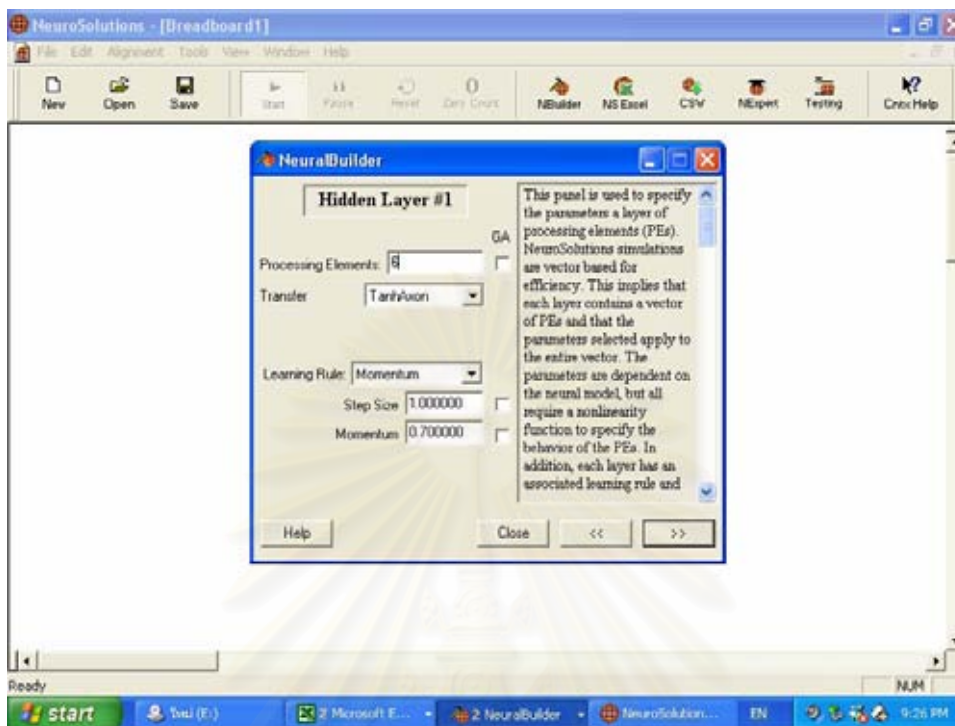 NeuroSolutions - [Breadboard1]
File Edit Alignment Tools View Window Help
New Open Save Start Pause Reset Zero Count NBuilder NS Excel CSV NExpert Testing Cntx Help
NeuralBuilder
Hidden Layer #1
GA
Processing Elements: 6
Transfer TanhAxon
Learning Rule: Momentum
Step Size 1.000000
Momentum 0.700000
This panel is used to specify
the parameters a layer of
processing elements (PEs).
NeuroSolutions simulations
are vector based for
efficiency. This implies that
each layer contains a vector
of PEs and that the
parameters selected apply to
the entire vector. The
parameters are dependent on
the neural model, but all
require a nonlinearity
function to specify the
behavior of the PEs. In
addition, each layer has an
associated learning rule and
Help Close << >>
Ready NUM
start (E:) 2 Microsoft E... 2 NeuralBuilder NeuroSolution... EN 9:26 PM